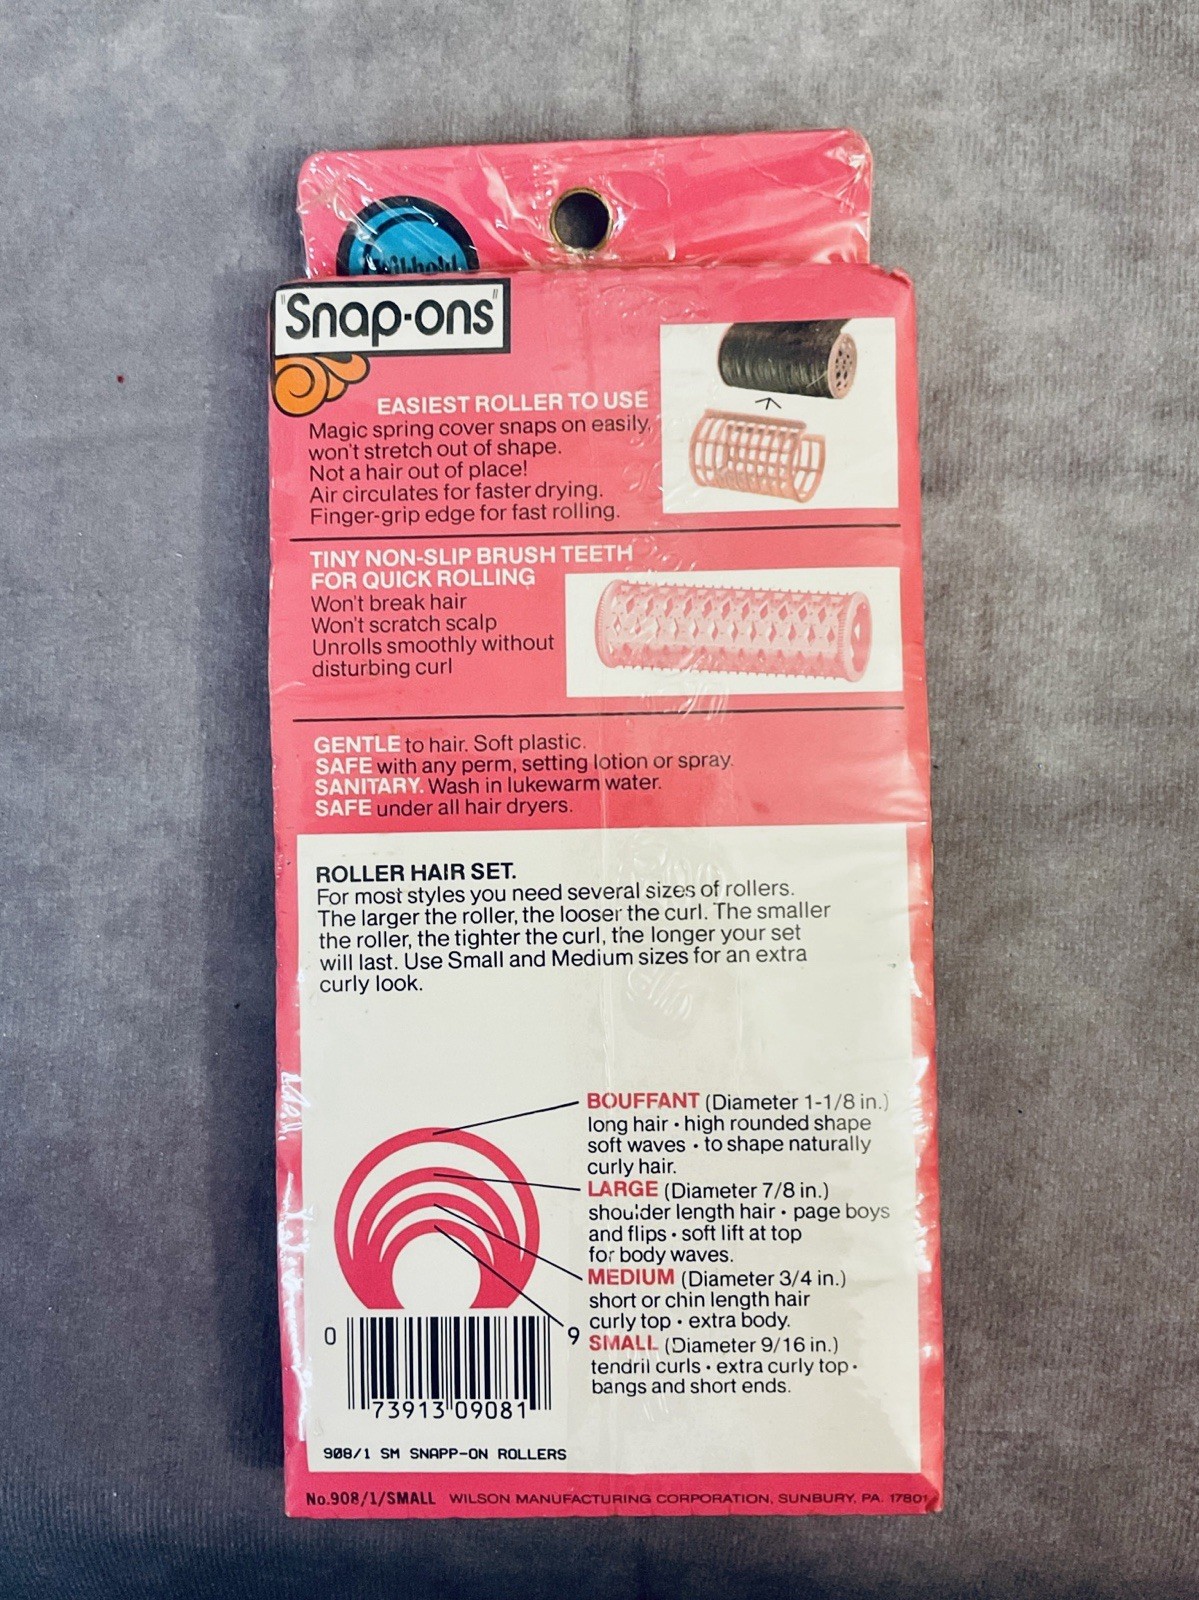 "Snap-ons"
EASIEST ROLLER TO USE
Magic spring cover snaps on easily,
won't stretch out of shape.
Not a hair out of place!
Air circulates for faster drying.
Finger-grip edge for fast rolling.
TINY NON-SLIP BRUSH TEETH
FOR QUICK ROLLING
Won't break hair
Won't scratch scalp
Unrolls smoothly without
disturbing curl
GENTLE to hair. Soft plastic.
SAFE with any perm, setting lotion or spray.
SANITARY. Wash in lukewarm water.
SAFE under all hair dryers.
ROLLER HAIR SET.
For most styles you need several sizes of rollers.
The larger the roller, the looser the curl. The smaller
the roller, the tighter the curl, the longer your set
will last. Use Small and Medium sizes for an extra
curly look.
BOUFFANT (Diameter 1-1/8 in.)
long hair • high rounded shape
soft waves • to shape naturally
curly hair.
LARGE (Diameter 7/8 in.)
shoulder length hair • page boys
and flips • soft lift at top
for body waves.
MEDIUM (Diameter 3/4 in.)
short or chin length hair
curly top • extra body.
SMALL (Diameter 9/16 in.)
tendril curls • extra curly top •
bangs and short ends.
0 73913 09081 9
908/1 SM SNAPP-ON ROLLERS
No.908/1/SMALL WILSON MANUFACTURING CORPORATION, SUNBURY, PA. 17801